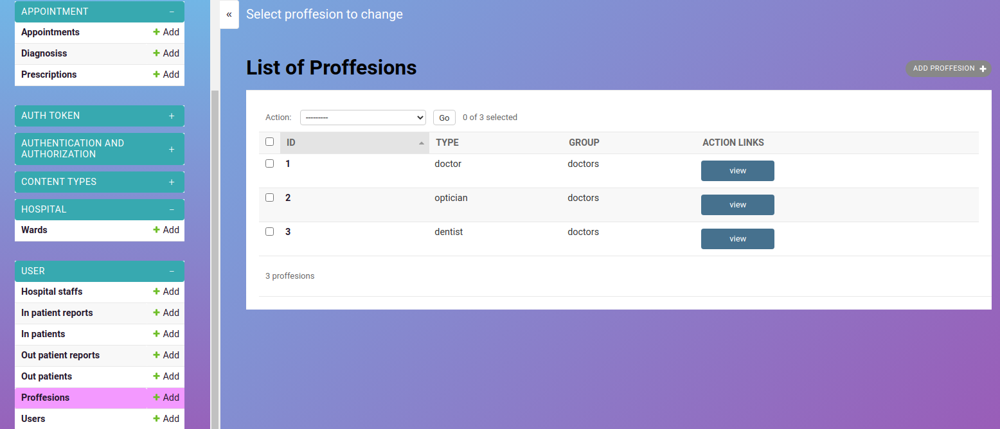 APPOINTMENT −
Appointments + Add
Diagnosiss + Add
Prescriptions + Add
AUTH TOKEN +
AUTHENTICATION AND
AUTHORIZATION +
CONTENT TYPES +
HOSPITAL −
Wards + Add
USER −
Hospital staffs + Add
In patient reports + Add
In patients + Add
Out patient reports + Add
Out patients + Add
Proffesions + Add
Users + Add
«
Select proffesion to change
List of Proffesions
ADD PROFFESION +
Action: --------- Go 0 of 3 selected
ID TYPE GROUP ACTION LINKS
1 doctor doctors view
2 optician doctors view
3 dentist doctors view
3 proffesions